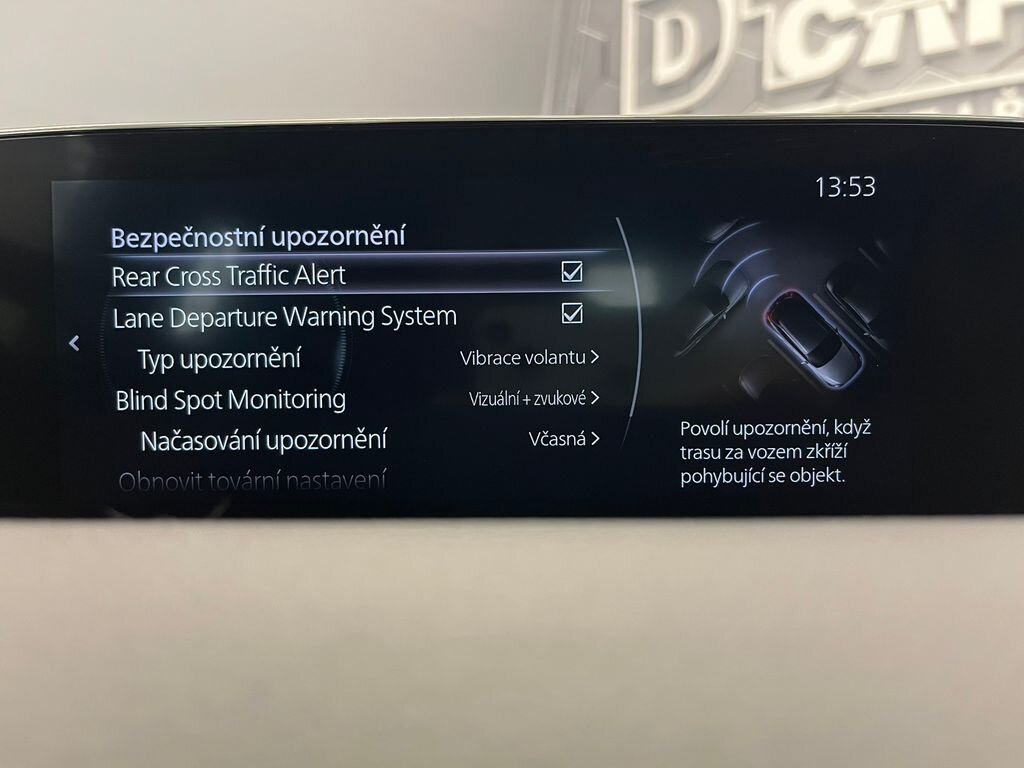 D'CAR
13:53
Bezpečnostní upozornění
Rear Cross Traffic Alert
Lane Departure Warning System
Typ upozornění Vibrace volantu
Blind Spot Monitoring Vizuální + zvukové
Načasování upozornění Včasná
Obnovit tovární nastavení
Povolí upozornění, když
trasu za vozem zkříží
pohybující se objekt.